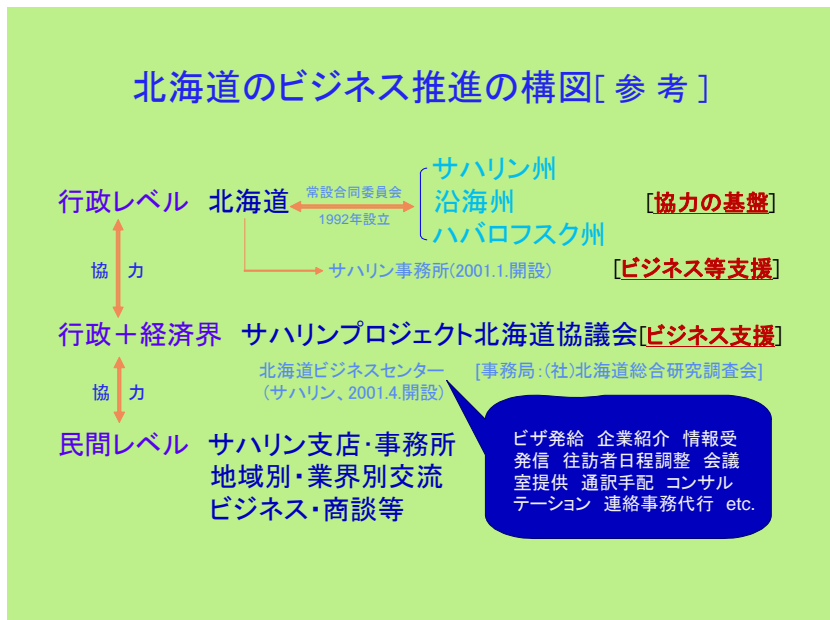 北海道のビジネス推進の構図[ 参 考 ]
行政レベル 北海道
常設合同委員会
1992年設立
サハリン州
沿海州
ハバロフスク州
[協力の基盤]
協 力
サハリン事務所(2001.1.開設)
[ビジネス等支援]
行政+経済界 サハリンプロジェクト北海道協議会[ビジネス支援]
北海道ビジネスセンター
(サハリン、2001.4.開設)
[事務局:(社)北海道総合研究調査会]
協 力
民間レベル サハリン支店・事務所
地域別・業界別交流
ビジネス・商談等
ビザ発給 企業紹介 情報受
発信 往訪者日程調整 会議
室提供 通訳手配 コンサル
テーション 連絡事務代行 etc.